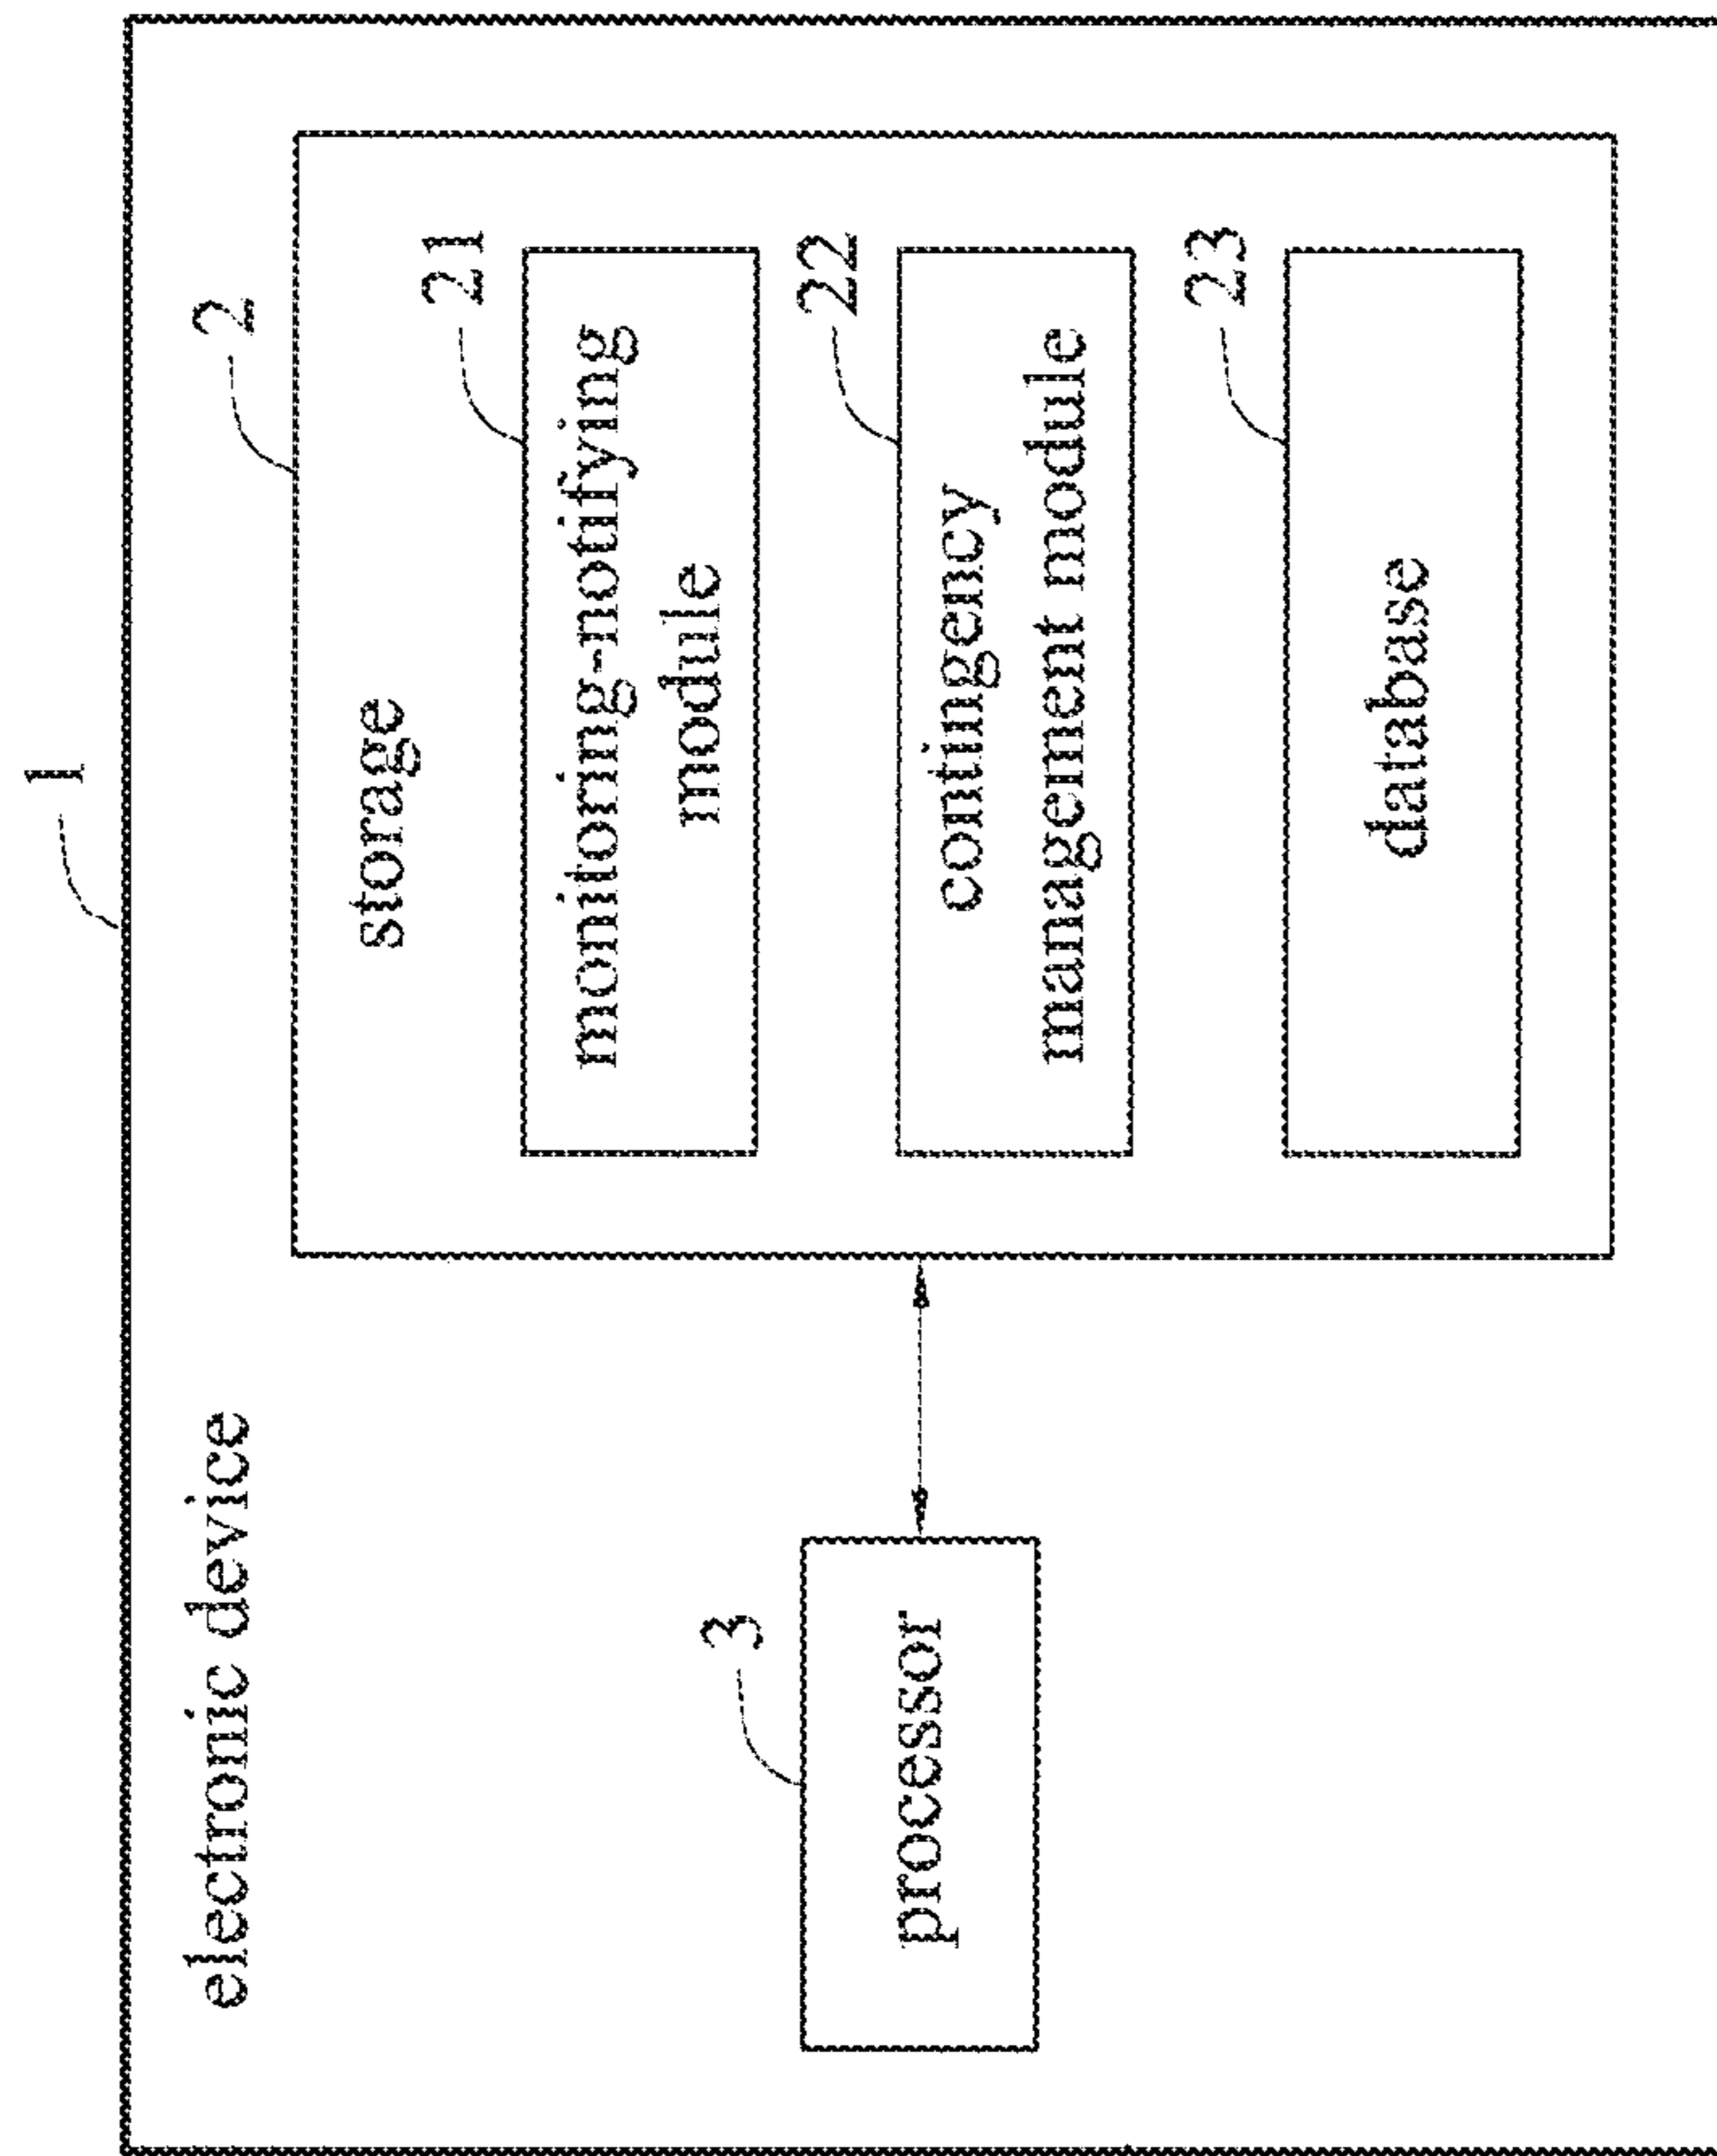 1
electronic device
2
storage
21
monitoring-notifying
module
22
contingency
management module
23
database
3
processor